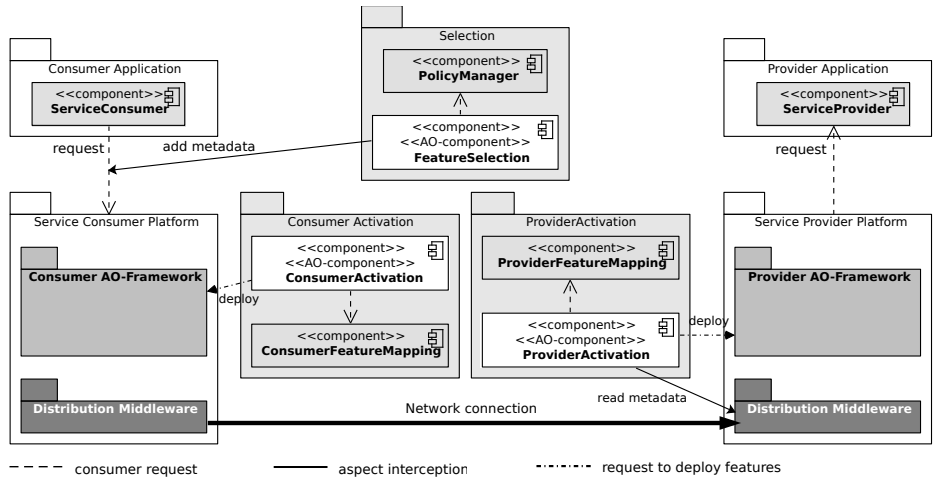 Selection
<<component>>
PolicyManager
<<component>>
<<AO-component>>
FeatureSelection
Consumer Application
<<component>>
ServiceConsumer
Provider Application
<<component>>
ServiceProvider
request
add metadata
request
Service Consumer Platform
Consumer AO-Framework
Distribution Middleware
Consumer Activation
<<component>>
<<AO-component>>
ConsumerActivation
deploy
<<component>>
ConsumerFeatureMapping
ProviderActivation
<<component>>
ProviderFeatureMapping
<<component>>
<<AO-component>>
ProviderActivation
deploy
read metadata
Service Provider Platform
Provider AO-Framework
Distribution Middleware
Network connection
consumer request
aspect interception
request to deploy features